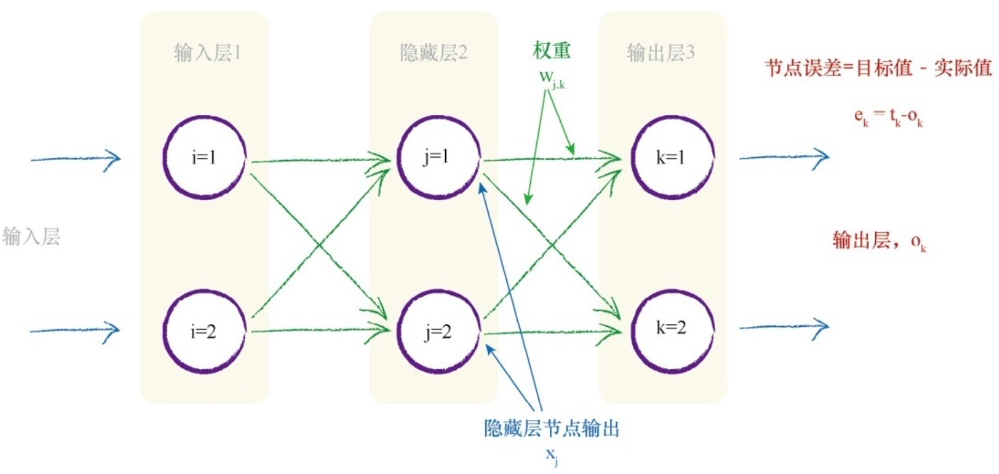 输入层1
隐藏层2
权重
w_{j.k}
输出层3
节点误差=目标值 - 实际值
e_k = t_k-o_k
i=1
j=1
k=1
输入层
输出层，o_k
i=2
j=2
k=2
隐藏层节点输出
x_j